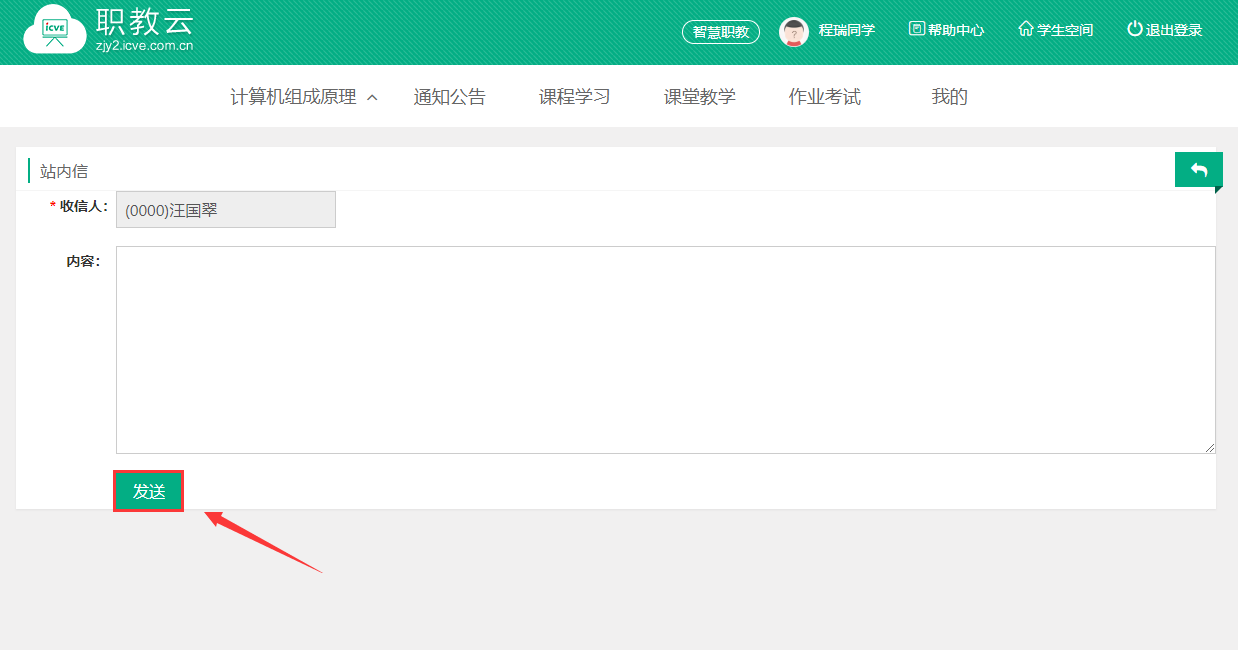 icve
职教云
zjy2.icve.com.cn
智慧职教
程瑞同学
帮助中心
学生空间
退出登录
计算机组成原理
通知公告
课程学习
课堂教学
作业考试
我的
站内信
* 收信人:
(0000)汪国翠
内容:
发送